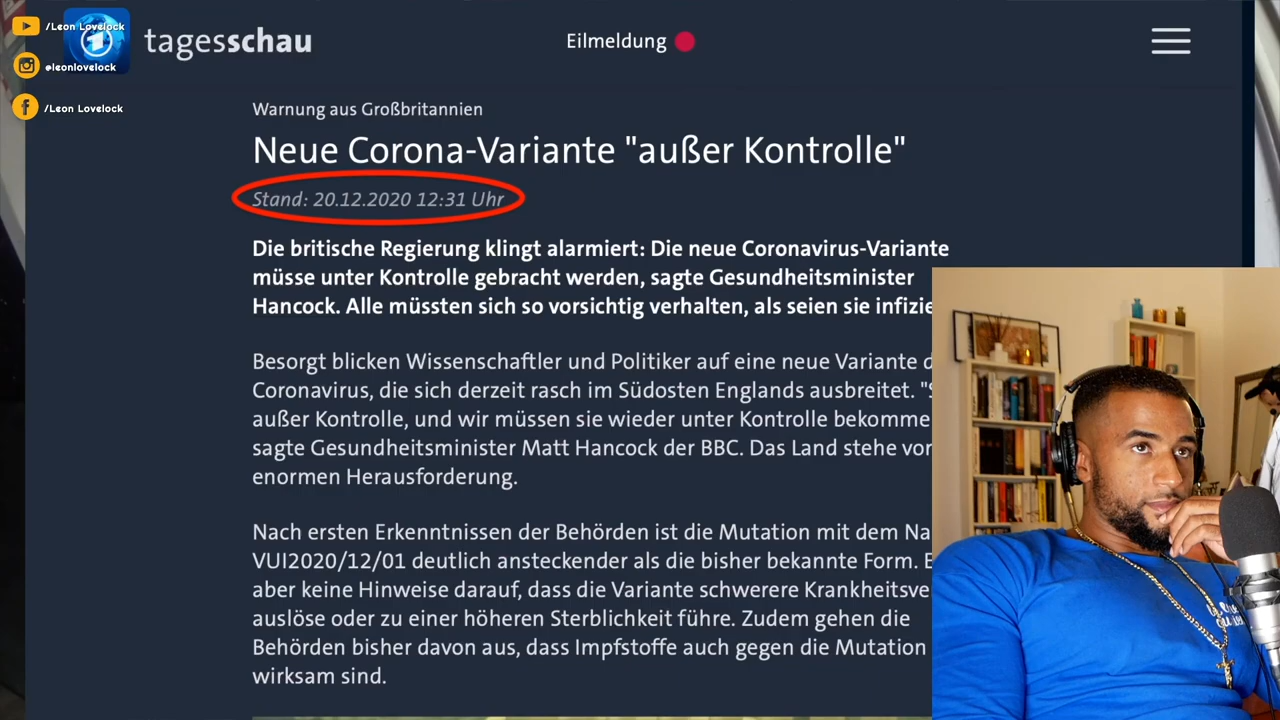 /Leon Lovelock
@leonlovelock
/Leon Lovelock
tagesschau
Eilmeldung
Warnung aus Großbritannien
Neue Corona-Variante "außer Kontrolle"
Stand: 20.12.2020 12:31 Uhr
Die britische Regierung klingt alarmiert: Die neue Coronavirus-Variante
müsse unter Kontrolle gebracht werden, sagte Gesundheitsminister
Hancock. Alle müssten sich so vorsichtig verhalten, als seien sie
Besorgt blicken Wissenschaftler und Politiker auf eine neue Variante
Coronavirus, die sich derzeit rasch im Südosten Englands ausbreitet.
außer Kontrolle, und wir müssen sie wieder unter Kontrolle
sagte Gesundheitsminister Matt Hancock der BBC. Das Land stehe vor
enormen Herausforderung.
Nach ersten Erkenntnissen der Behörden ist die Mutation mit dem
VUI2020/12/01 deutlich ansteckender als die bisher bekannte Form.
aber keine Hinweise darauf, dass die Variante schwerere
auslöse oder zu einer höheren Sterblichkeit führe. Zudem gehen die
Behörden bisher davon aus, dass Impfstoffe auch gegen die Mutation
wirksam sind.